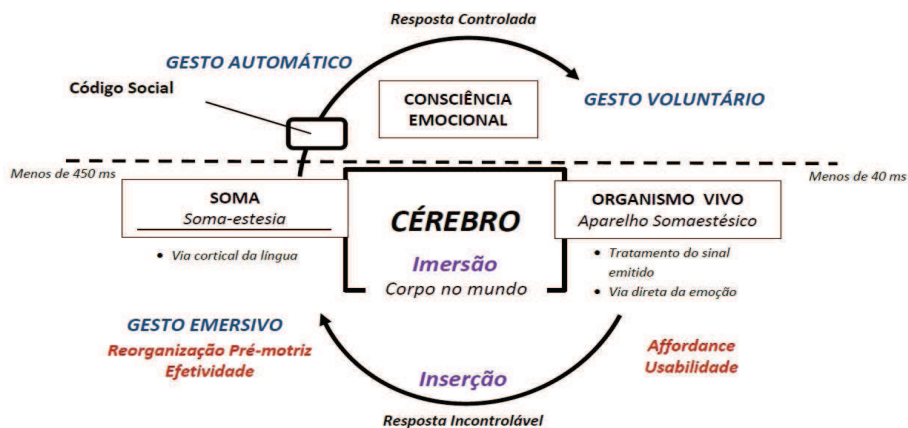 Resposta Controlada
GESTO AUTOMÁTICO
Código Social
CONSCIÊNCIA
EMOCIONAL
GESTO VOLUNTÁRIO
Menos de 450 ms
Menos de 40 ms
SOMA
Soma-estesia
CÉREBRO
Imersão
Corpo no mundo
ORGANISMO VIVO
Aparelho Somaestésico
• Via cortical da língua
• Tratamento do sinal
emitido
• Via direta da emoção
GESTO EMERSIVO
Reorganização Pré-motriz
Efetividade
Affordance
Usabilidade
Inserção
Resposta Incontrolável